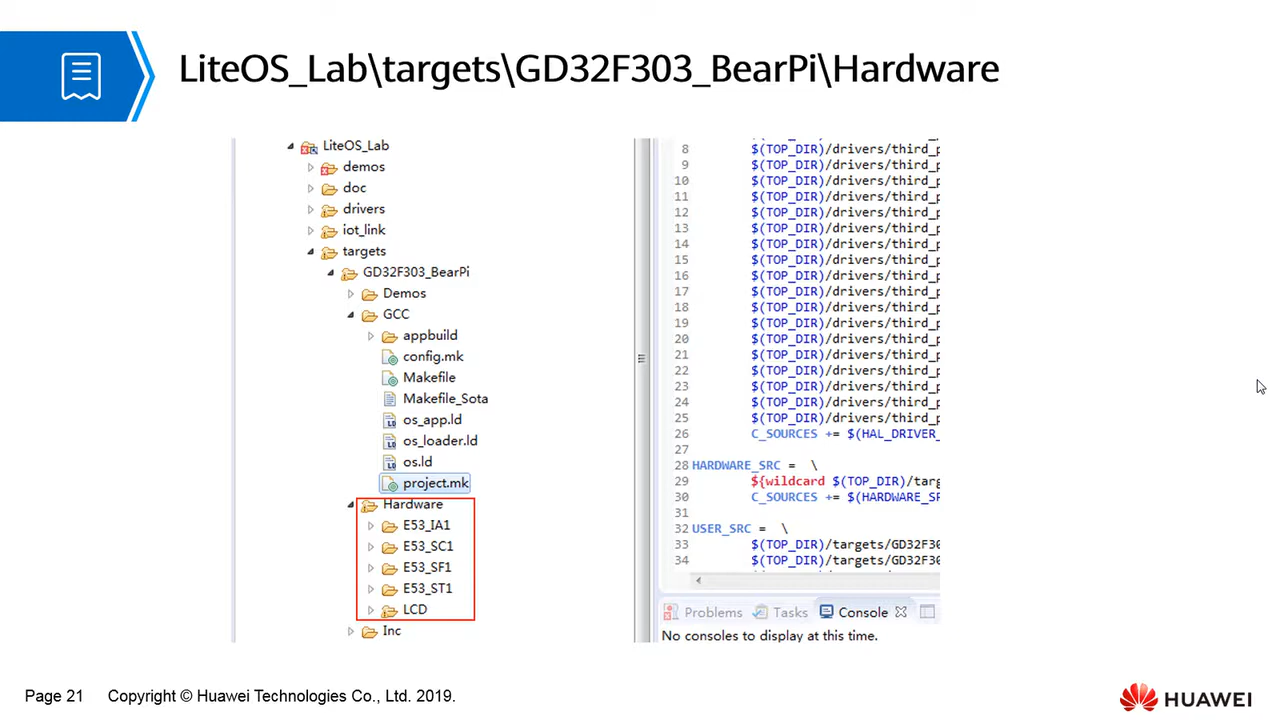 LiteOS_Lab\targets\GD32F303_BearPi\Hardware
LiteOS_Lab
demos
doc
drivers
iot_link
targets
GD32F303_BearPi
Demos
GCC
appbuild
config.mk
Makefile
Makefile_Sota
os_app.ld
os_loader.ld
os.ld
project.mk
Hardware
E53_IA1
E53_SC1
E53_SF1
E53_ST1
LCD
Inc
8 $(TOP_DIR)/drivers/third_p
9 $(TOP_DIR)/drivers/third_p
10 $(TOP_DIR)/drivers/third_p
11 $(TOP_DIR)/drivers/third_p
12 $(TOP_DIR)/drivers/third_p
13 $(TOP_DIR)/drivers/third_p
14 $(TOP_DIR)/drivers/third_p
15 $(TOP_DIR)/drivers/third_p
16 $(TOP_DIR)/drivers/third_p
17 $(TOP_DIR)/drivers/third_p
18 $(TOP_DIR)/drivers/third_p
19 $(TOP_DIR)/drivers/third_p
20 $(TOP_DIR)/drivers/third_p
21 $(TOP_DIR)/drivers/third_p
22 $(TOP_DIR)/drivers/third_p
23 $(TOP_DIR)/drivers/third_p
24 $(TOP_DIR)/drivers/third_p
25 $(TOP_DIR)/drivers/third_p
26 C_SOURCES += $(HAL_DRIVER_
27
28 HARDWARE_SRC = \
29 ${wildcard $(TOP_DIR)/targ
30 C_SOURCES += $(HARDWARE_SR
31
32 USER_SRC = \
33 $(TOP_DIR)/targets/GD32F30
34 $(TOP_DIR)/targets/GD32F30
Problems Tasks Console
No consoles to display at this time.
Page 21 Copyright © Huawei Technologies Co., Ltd. 2019.
HUAWEI